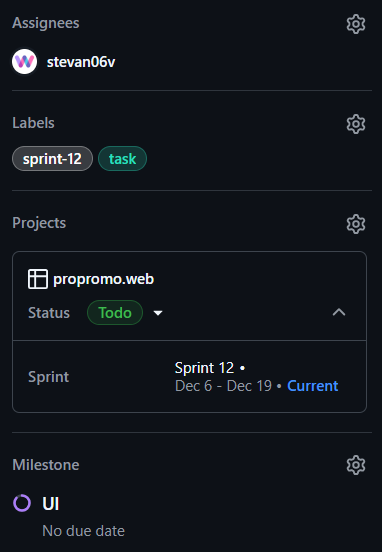 Assignees
stevan06v
Labels
sprint-12 task
Projects
propromo.web
Status Todo
Sprint Sprint 12 •
Dec 6 - Dec 19 • Current
Milestone
UI
No due date